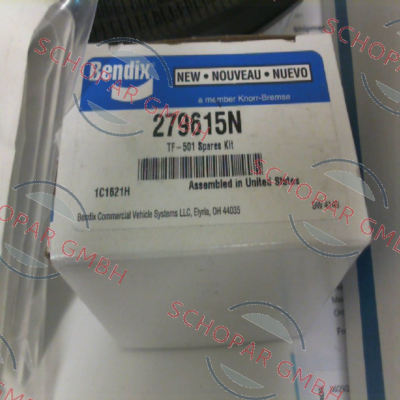 Bendix
NEW • NOUVEAU • NUEVO
a member Knorr-Bremse
279615N
TF-501 Spares Kit
1C1621H
Assembled in United States
Bendix Commercial Vehicle Systems LLC, Elyria, OH 44035
SCHOPAR GMBH
SCHOPAR GMBH
SCHOPAR GMBH
SCHOPAR GMBH
SCHOPAR GMBH